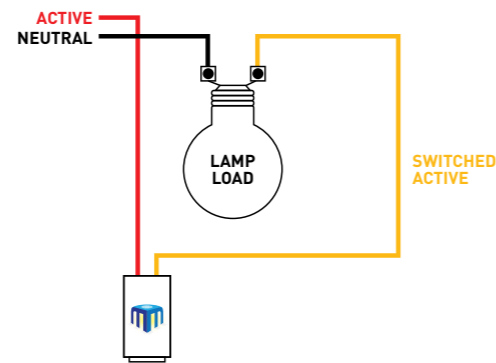 ACTIVE
NEUTRAL
LAMP
LOAD
SWITCHED
ACTIVE